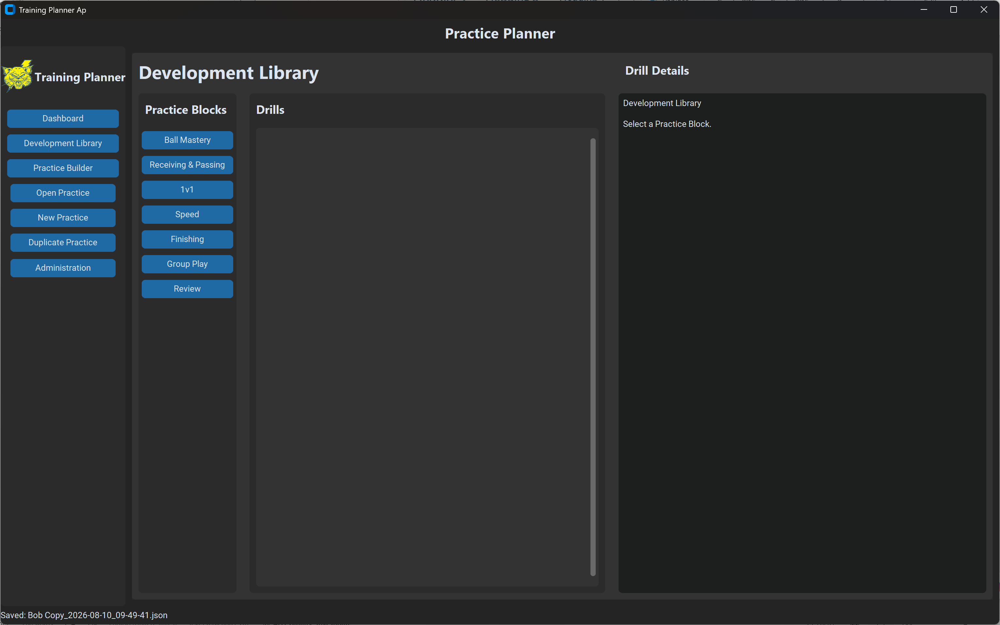 Training Planner Ap
Practice Planner
Training Planner
Dashboard
Development Library
Practice Builder
Open Practice
New Practice
Duplicate Practice
Administration
Development Library
Practice Blocks
Ball Mastery
Receiving & Passing
1v1
Speed
Finishing
Group Play
Review
Drills
Drill Details
Development Library
Select a Practice Block.
Saved: Bob Copy_2026-08-10_09-49-41.json